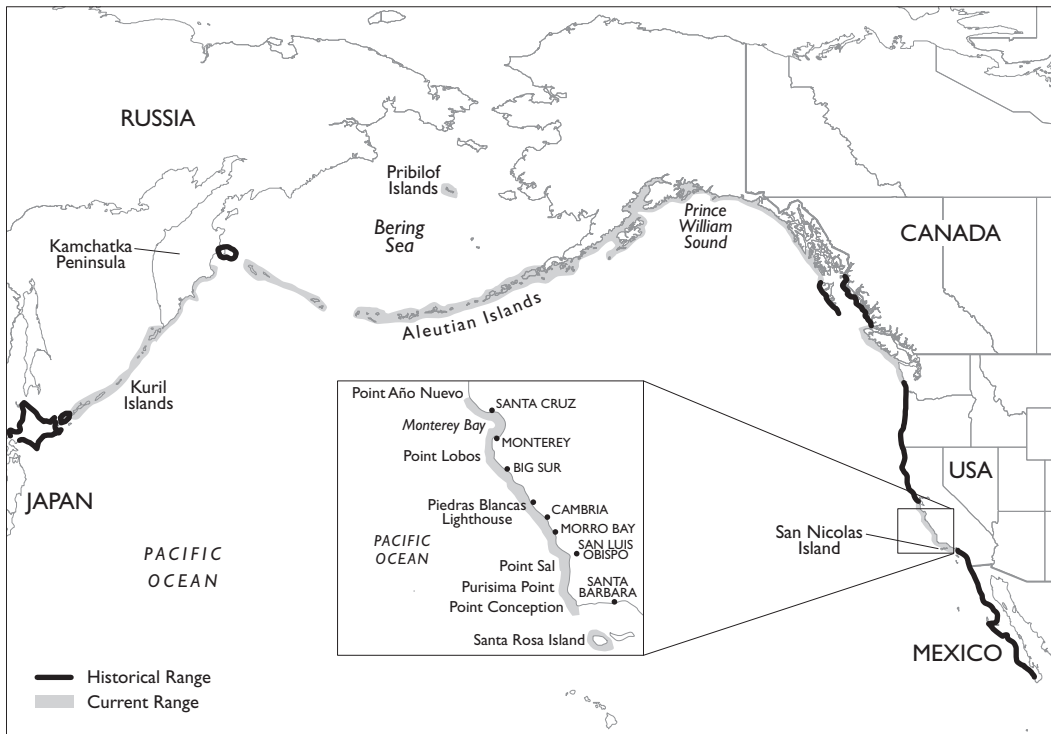 RUSSIA
Pribilof
Islands
Bering
Sea
Prince
William
Sound
CANADA
Kamchatka
Peninsula
Aleutian Islands
Kuril
Islands
JAPAN
PACIFIC
OCEAN
USA
San Nicolas
Island
MEXICO
Point Año Nuevo
SANTA CRUZ
Monterey Bay
MONTEREY
Point Lobos
BIG SUR
Piedras Blancas
Lighthouse
CAMBRIA
MORRO BAY
PACIFIC
OCEAN
SAN LUIS
OBISPO
Point Sal
Purisima Point
SANTA
BARBARA
Point Conception
Santa Rosa Island
Historical Range
Current Range